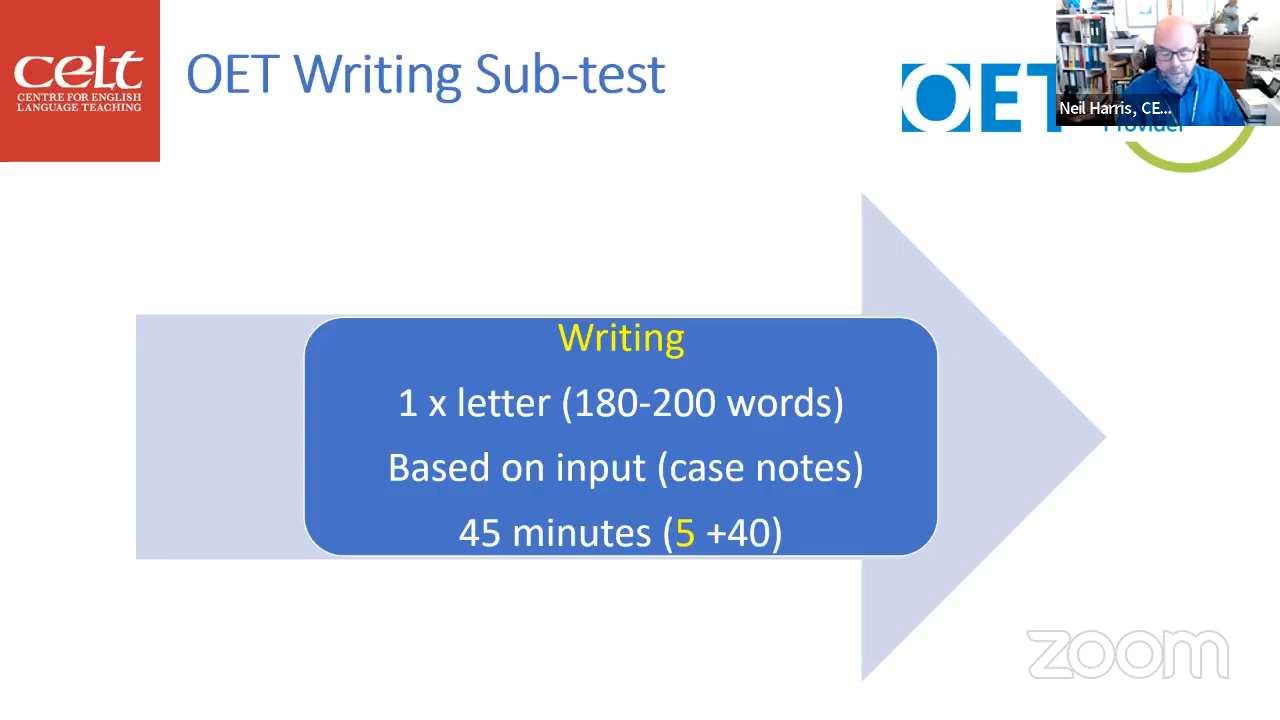 celt
CENTRE FOR ENGLISH
LANGUAGE TEACHING
OET Writing Sub-test
OET
Provider
Neil Harris, CE...
Writing
1 x letter (180-200 words)
Based on input (case notes)
45 minutes (5 +40)
zoom